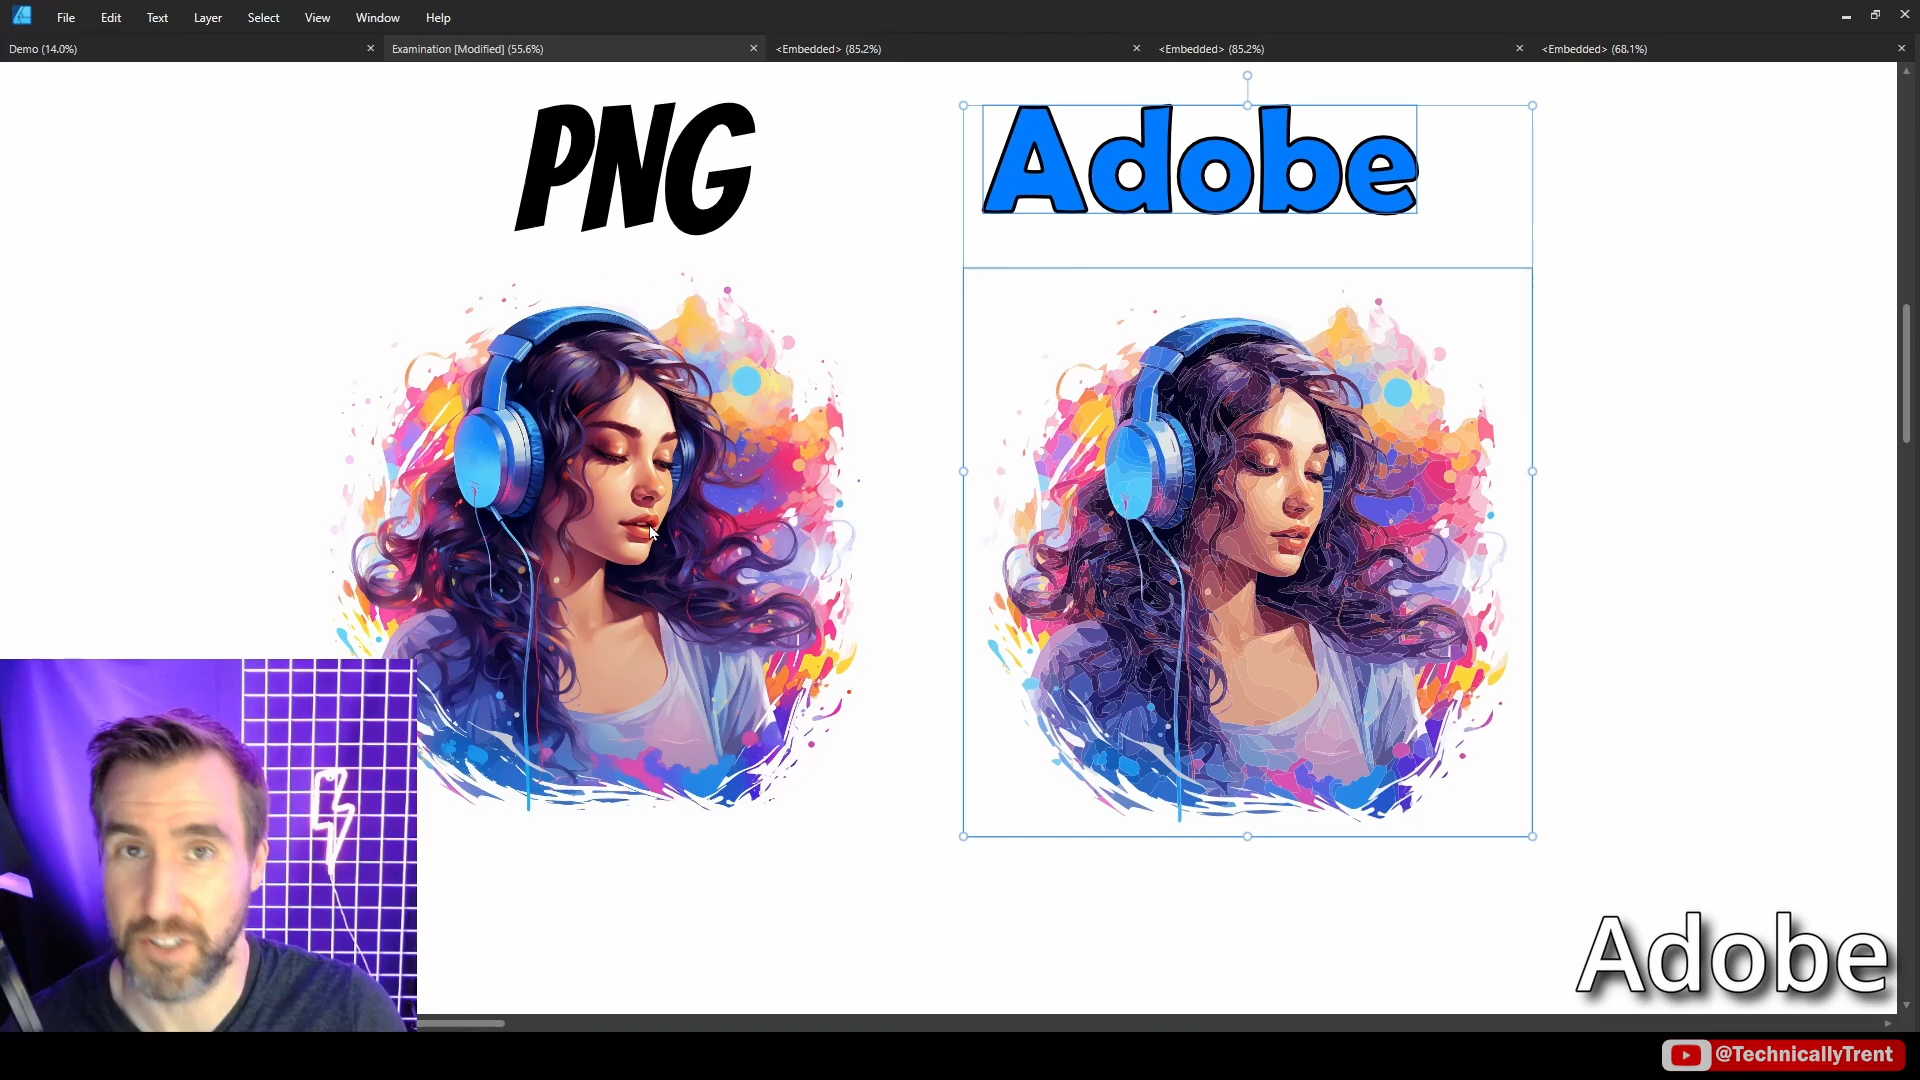 File Edit Text Layer Select View Window Help
Demo (14.0%) Examination [Modified] (55.6%) <Embedded> (85.2%) <Embedded> (85.2%) <Embedded> (68.1%)
PNG
Adobe
Adobe
@TechnicallyTrent